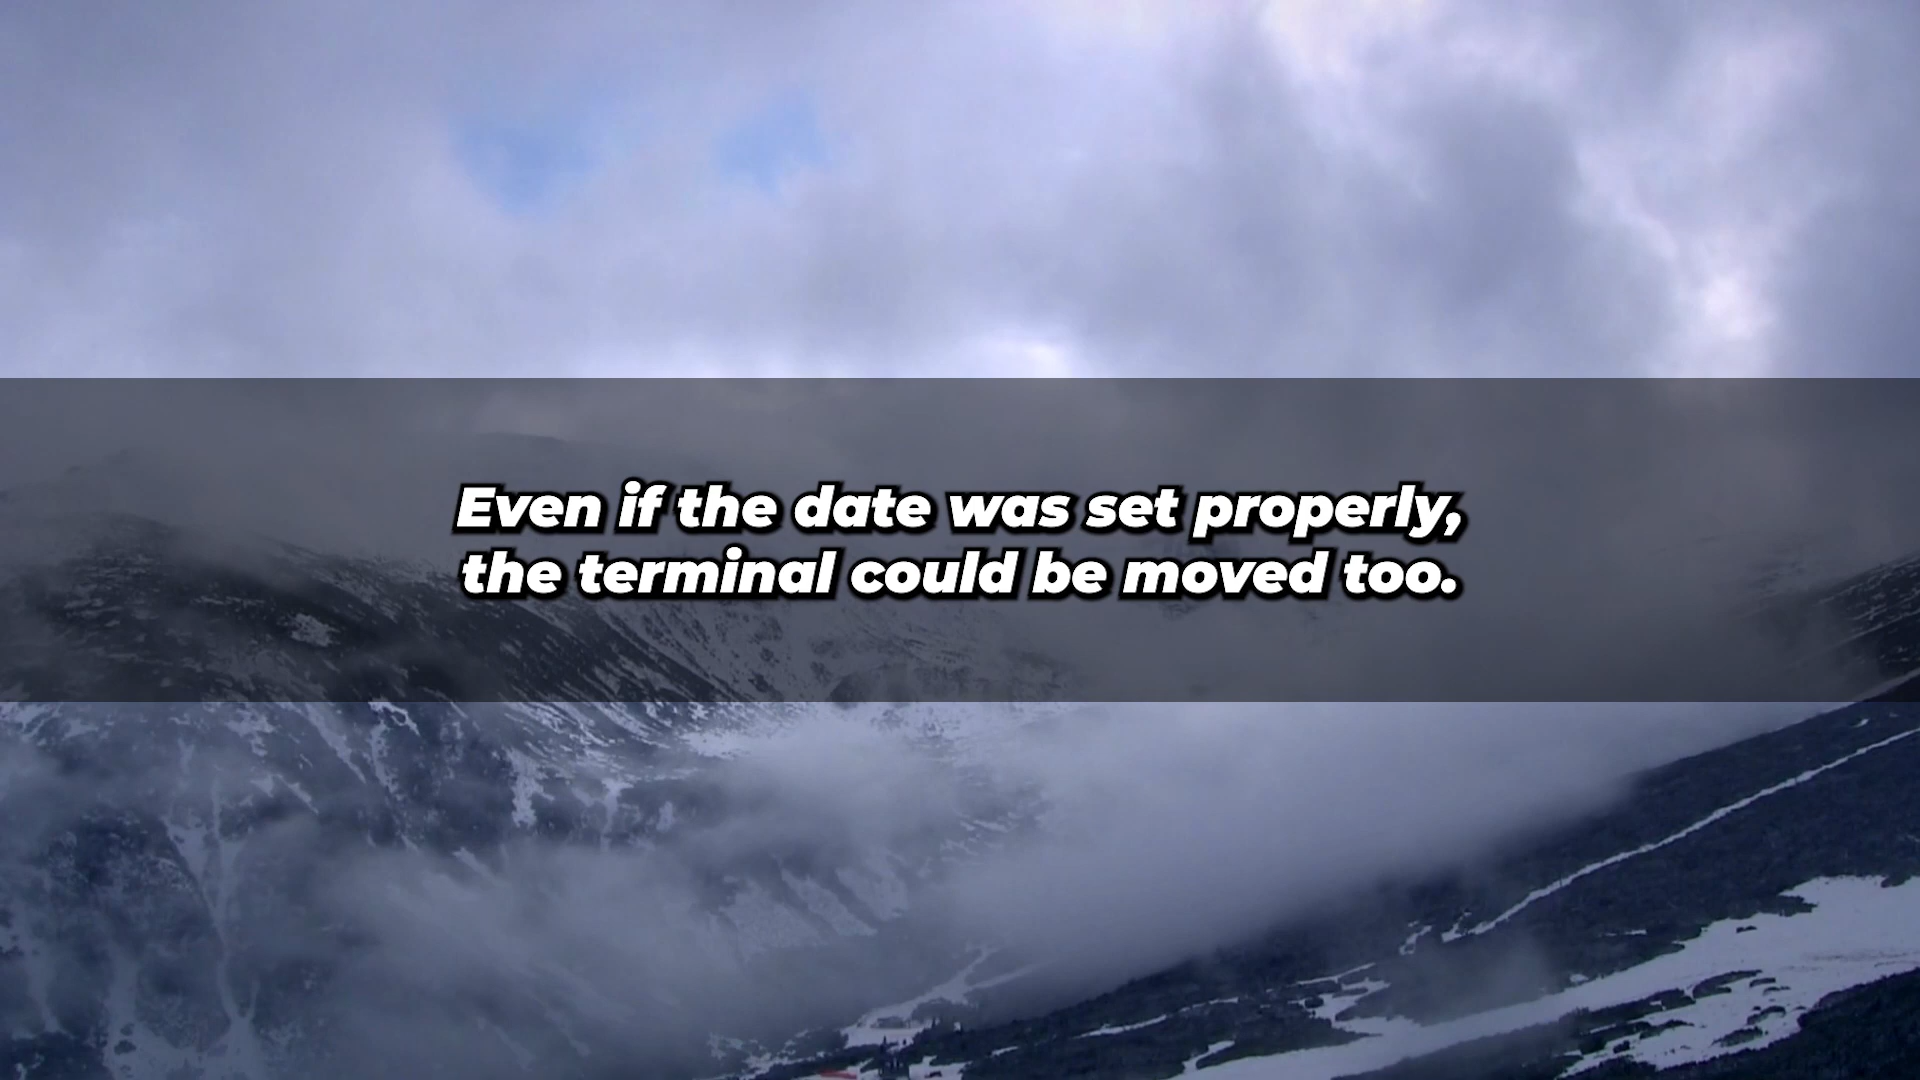 Even if the date was set properly,
the terminal could be moved too.